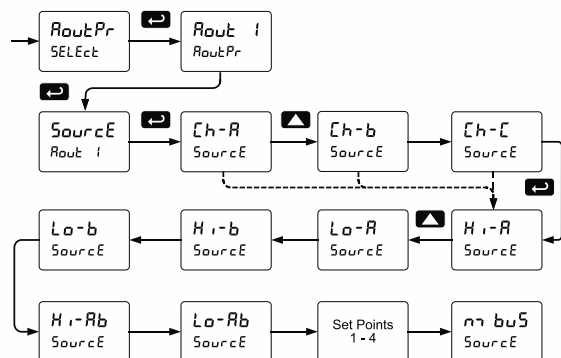 AoutPr
SELEct
Aout 1
AoutPr
SourcE
Aout 1
Ch-A
SourcE
Ch-b
SourcE
Ch-C
SourcE
Lo-b
SourcE
Hi-b
SourcE
Lo-A
SourcE
Hi-A
SourcE
Hi-Ab
SourcE
Lo-Ab
SourcE
Set Points
1 - 4
m buS
SourcE